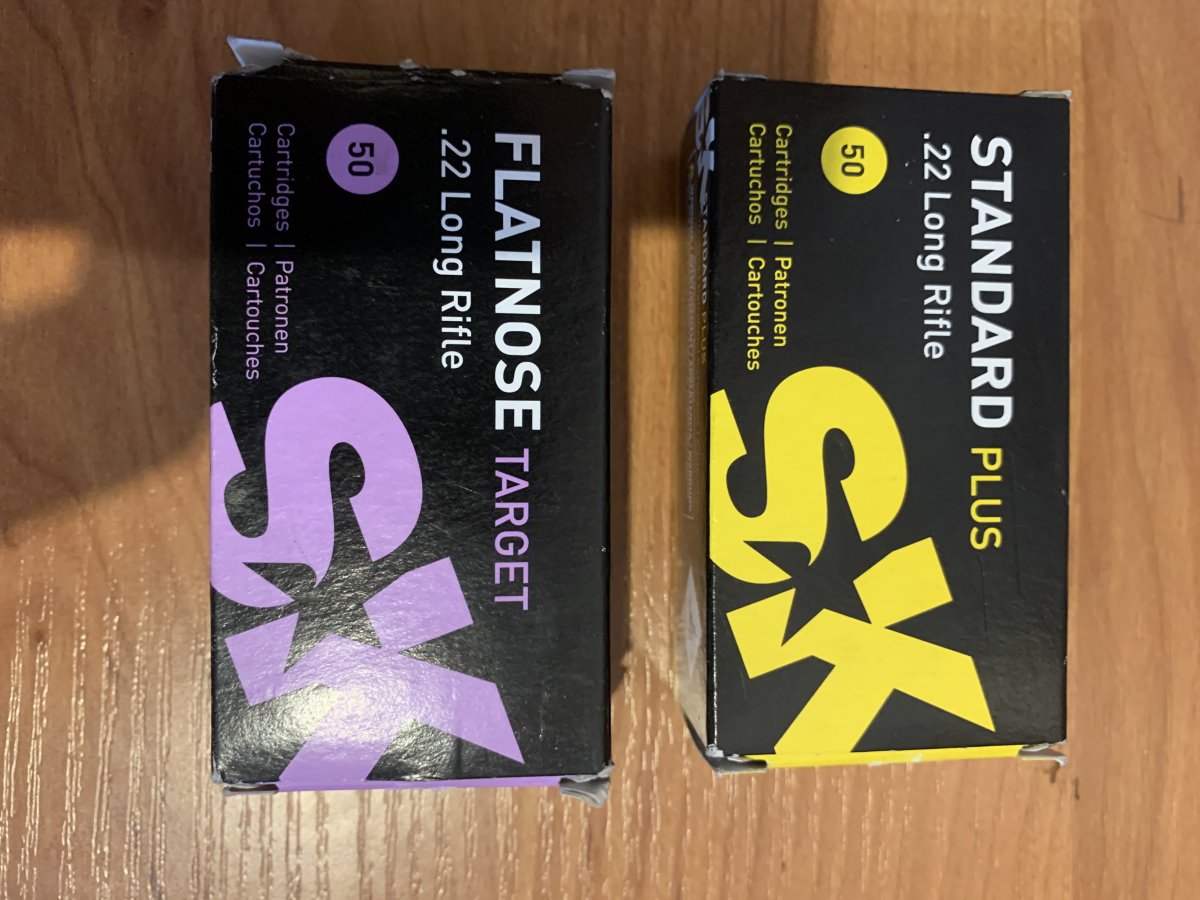 FLATNOSE TARGET
.22 Long Rifle
50
Cartridges | Patronen
Cartuchos | Cartouches
SK
STANDARD PLUS
.22 Long Rifle
50
Cartridges | Patronen
Cartuchos | Cartouches
SK